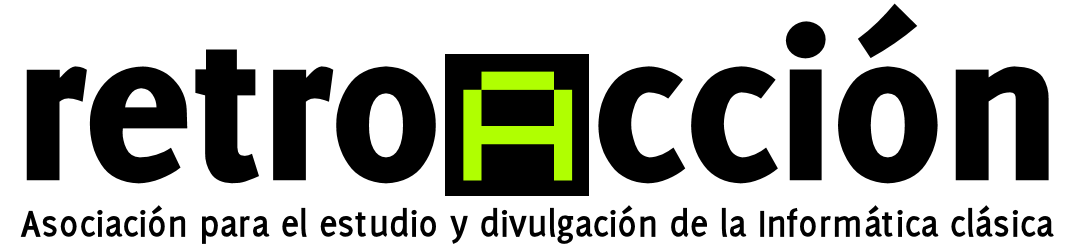 retroAcción
Asociación para el estudio y divulgación de la Informática clásica